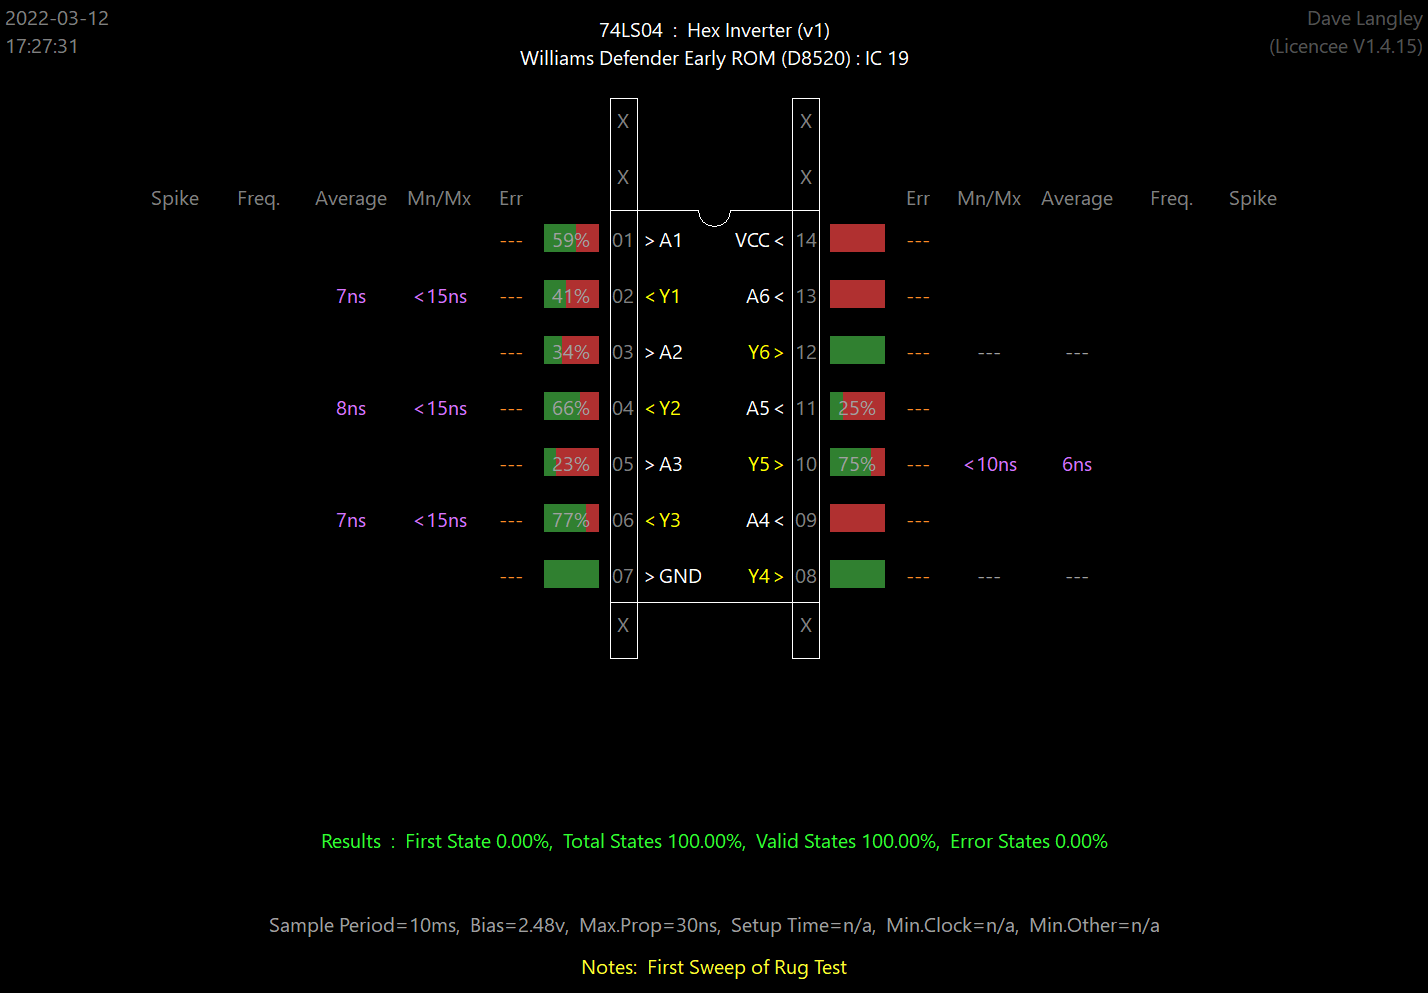 2022-03-12
17:27:31
74LS04 : Hex Inverter (v1)
Williams Defender Early ROM (D8520) : IC 19
Dave Langley
(Licencee V1.4.15)
X X
X X
Spike Freq. Average Mn/Mx Err Err Mn/Mx Average Freq. Spike
--- 59% 01 >A1 VCC< 14 ---
7ns <15ns --- 41% 02 <Y1 A6< 13 ---
--- 34% 03 >A2 Y6> 12 --- --- ---
8ns <15ns --- 66% 04 <Y2 A5< 11 25% ---
--- 23% 05 >A3 Y5> 10 75% --- <10ns 6ns
7ns <15ns --- 77% 06 <Y3 A4< 09 ---
--- 07 >GND Y4> 08 --- --- ---
X X
Results : First State 0.00%, Total States 100.00%, Valid States 100.00%, Error States 0.00%
Sample Period=10ms, Bias=2.48v, Max.Prop=30ns, Setup Time=n/a, Min.Clock=n/a, Min.Other=n/a
Notes: First Sweep of Rug Test